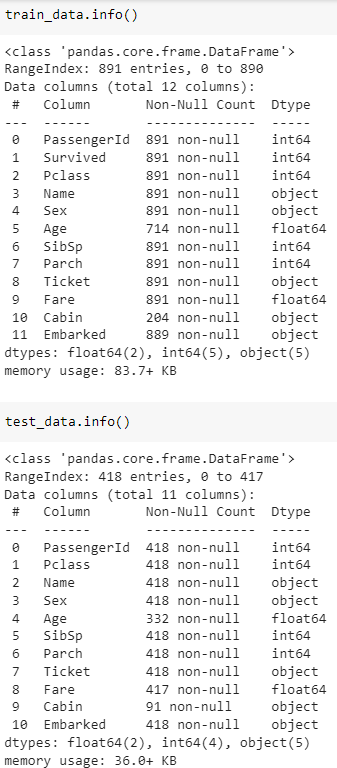 train_data.info()
<class 'pandas.core.frame.DataFrame'>
RangeIndex: 891 entries, 0 to 890
Data columns (total 12 columns):
 #   Column       Non-Null Count  Dtype
---  ------       --------------  -----
 0   PassengerId  891 non-null    int64
 1   Survived     891 non-null    int64
 2   Pclass       891 non-null    int64
 3   Name         891 non-null    object
 4   Sex          891 non-null    object
 5   Age          714 non-null    float64
 6   SibSp        891 non-null    int64
 7   Parch        891 non-null    int64
 8   Ticket       891 non-null    object
 9   Fare         891 non-null    float64
 10  Cabin        204 non-null    object
 11  Embarked     889 non-null    object
dtypes: float64(2), int64(5), object(5)
memory usage: 83.7+ KB
test_data.info()
<class 'pandas.core.frame.DataFrame'>
RangeIndex: 418 entries, 0 to 417
Data columns (total 11 columns):
 #   Column       Non-Null Count  Dtype
---  ------       --------------  -----
 0   PassengerId  418 non-null    int64
 1   Pclass       418 non-null    int64
 2   Name         418 non-null    object
 3   Sex          418 non-null    object
 4   Age          332 non-null    float64
 5   SibSp        418 non-null    int64
 6   Parch        418 non-null    int64
 7   Ticket       418 non-null    object
 8   Fare         417 non-null    float64
 9   Cabin        91 non-null     object
 10  Embarked     418 non-null    object
dtypes: float64(2), int64(4), object(5)
memory usage: 36.0+ KB